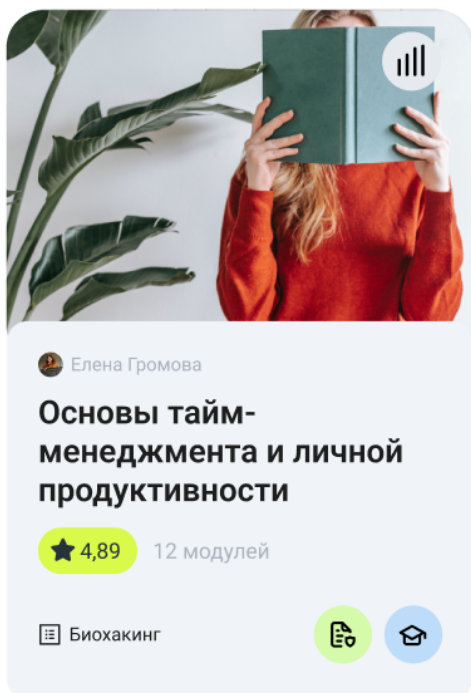 Елена Громова
Основы тайм-
менеджмента и личной
продуктивности
4,89 12 модулей
Биохакинг